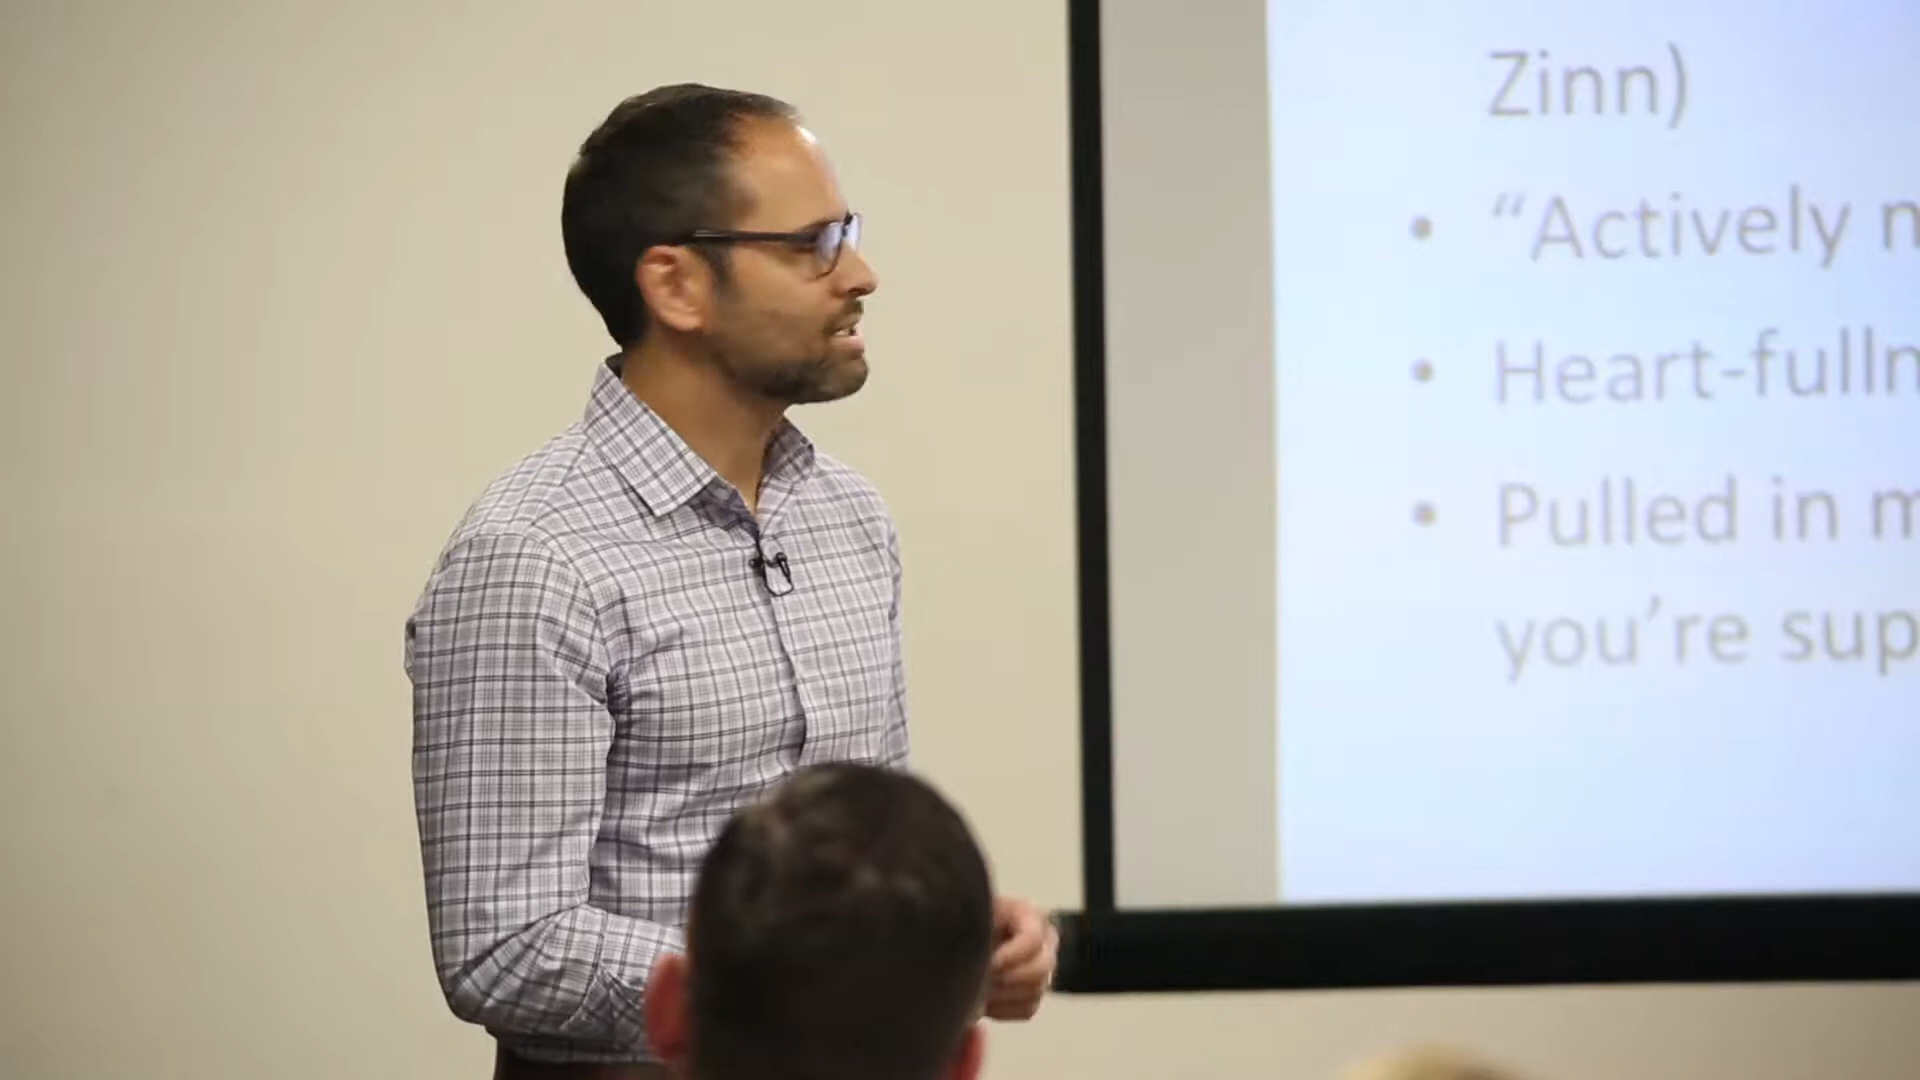 Zinn)
• “Actively
• Heart-fulln
• Pulled in
you’re sup